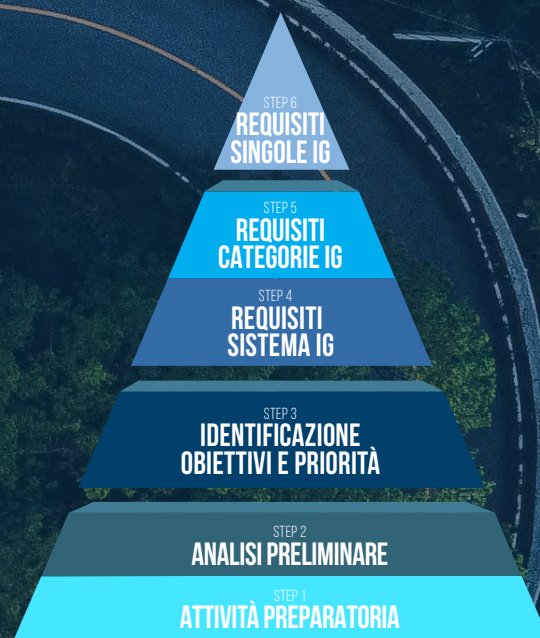 STEP 6
REQUISITI
SINGOLE IG
STEP 5
REQUISITI
CATEGORIE IG
STEP 4
REQUISITI
SISTEMA IG
STEP 3
IDENTIFICAZIONE
OBIETTIVI E PRIORITÀ
STEP 2
ANALISI PRELIMINARE
STEP 1
ATTIVITÀ PREPARATORIA